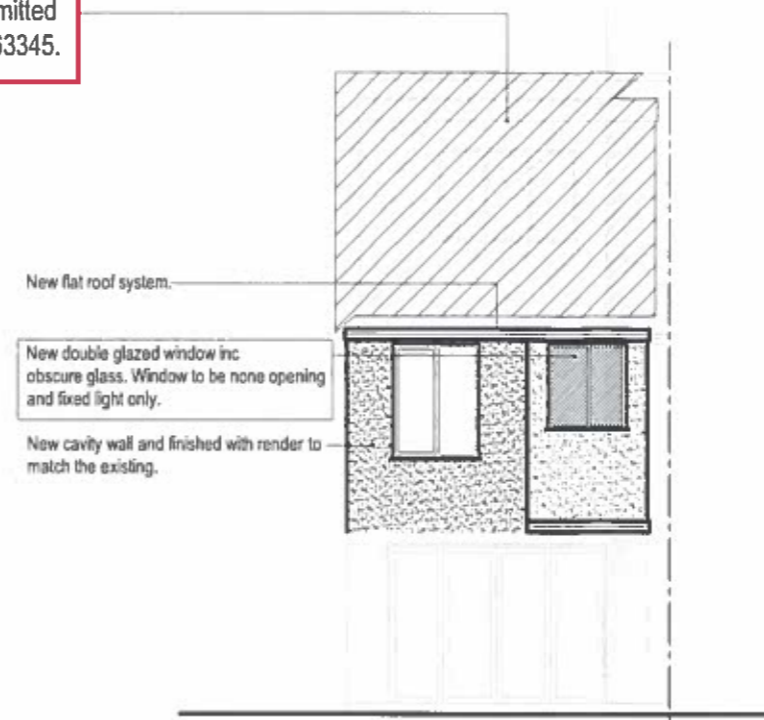 mitted
63345.
New flat roof system.
New double glazed window inc
obscure glass. Window to be none opening
and fixed light only.
New cavity wall and finished with render to
match the existing.